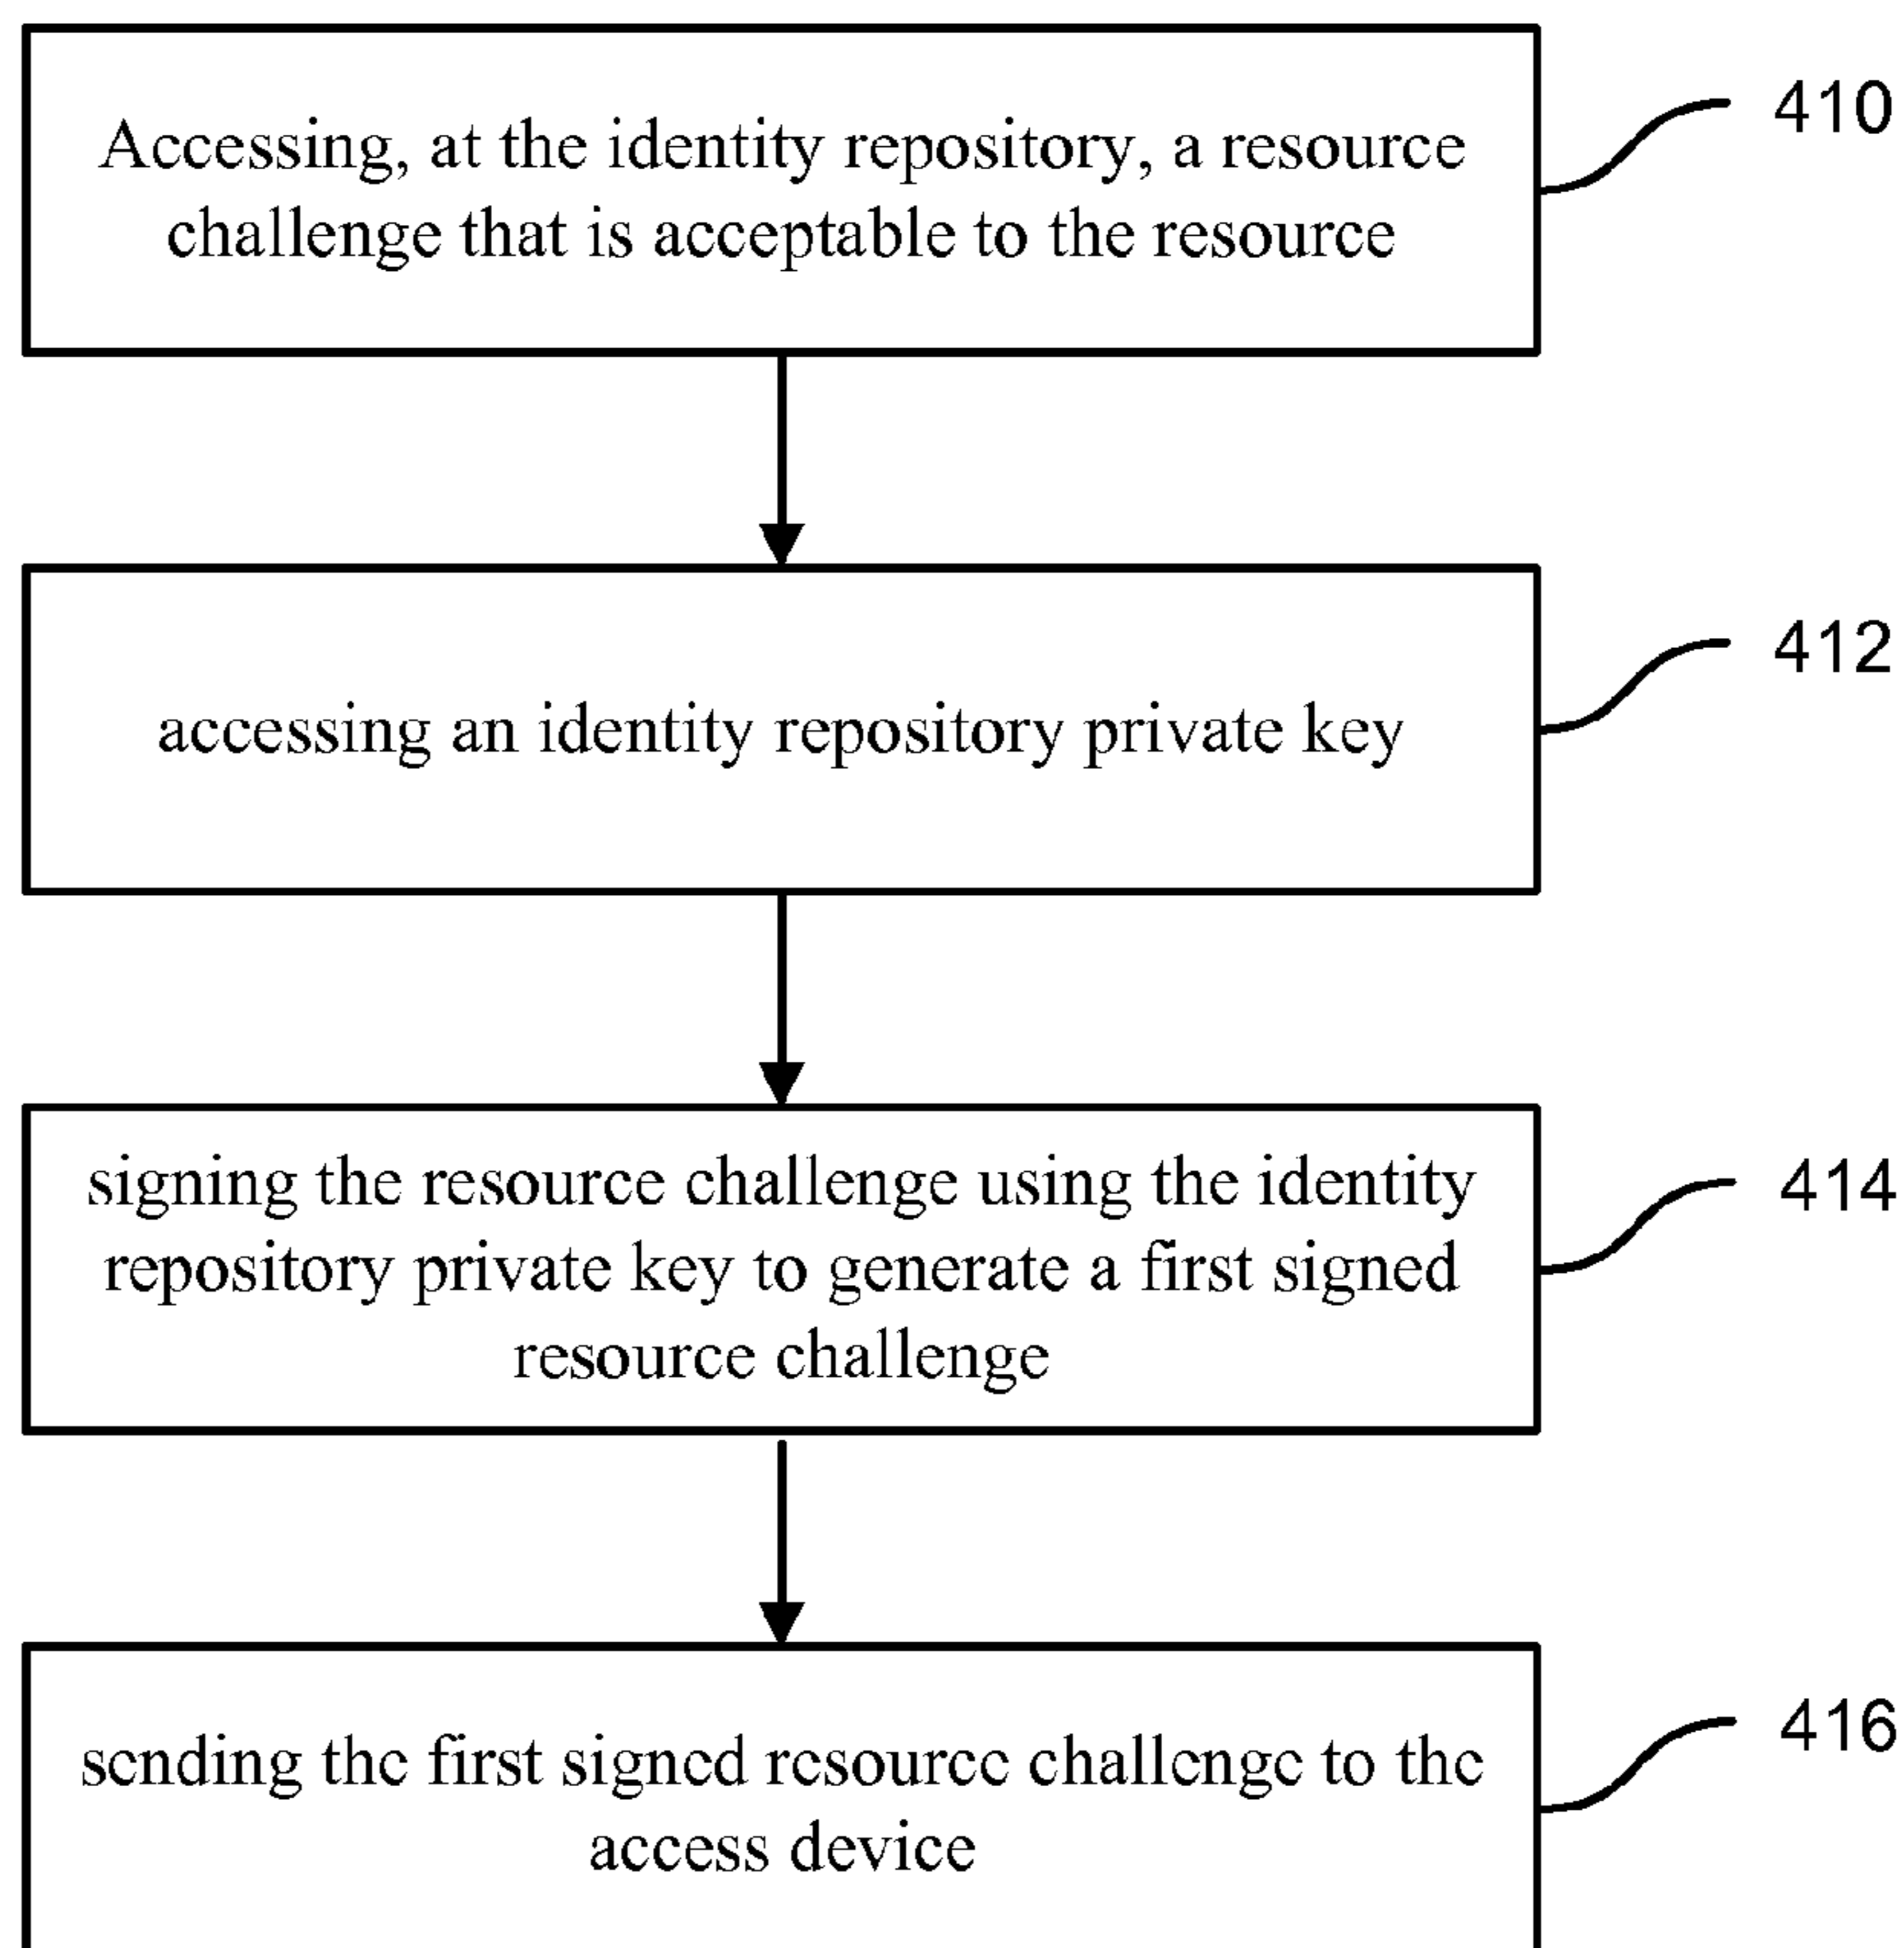 Accessing, at the identity repository, a resource
challenge that is acceptable to the resource
410
accessing an identity repository private key
412
signing the resource challenge using the identity
repository private key to generate a first signed
resource challenge
414
sending the first signed resource challenge to the
access device
416